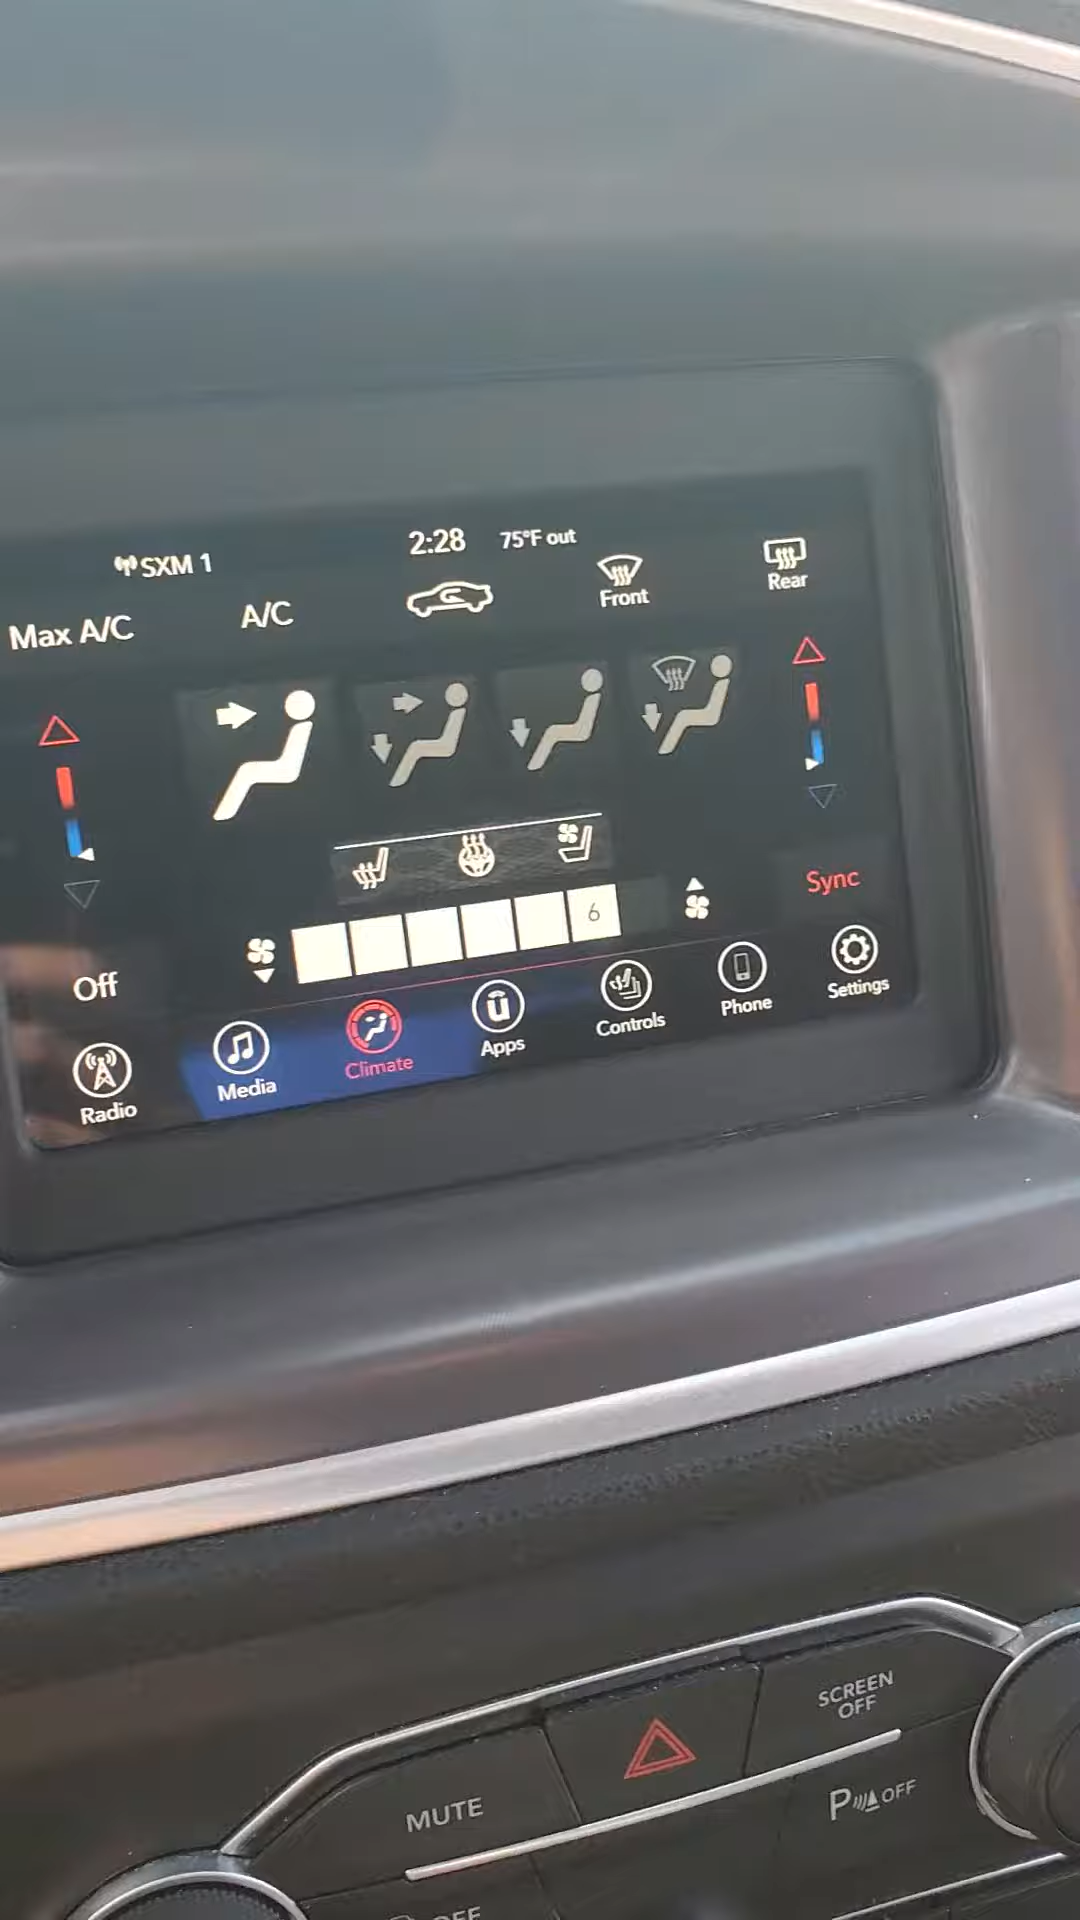 SXM 1
2:28
75°F out
Max A/C
A/C
Front
Rear
6
Sync
Off
Radio
Media
Climate
Apps
Controls
Phone
Settings
SCREEN
OFF
MUTE
P OFF
OFF